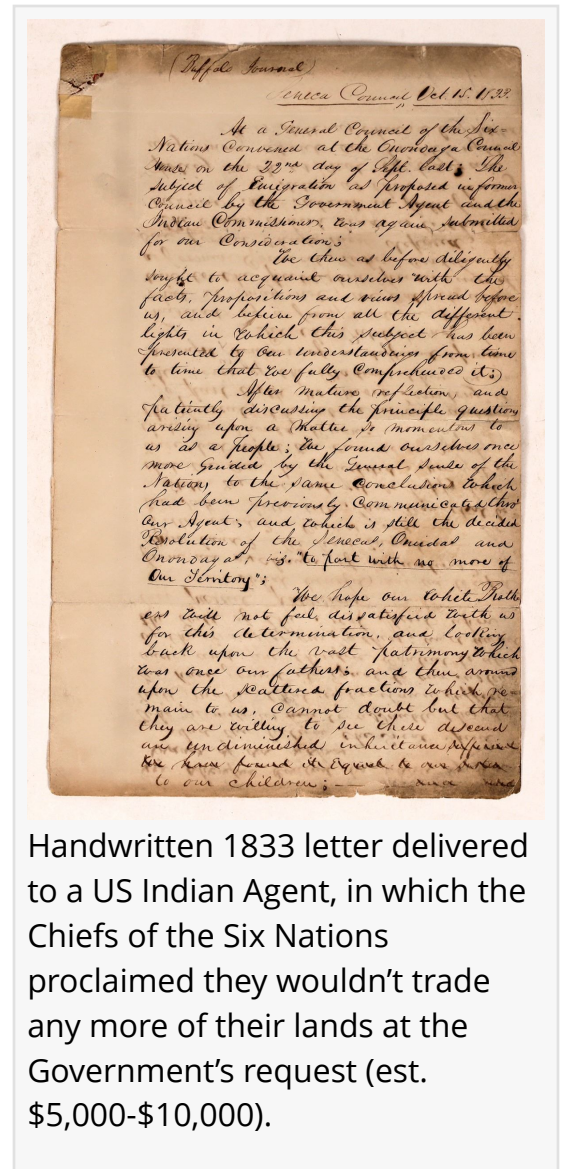 (Buffalo Journal)
Seneca Council Oct. 15. 1833.
At a General Council of the Six
Nations Convened at the Onondaga Council
House on the 22nd day of Sept. last; The
subject of Emigration as proposed in former
Council by the Government Agent and the
Indian Commissioner, was again submitted
for our Consideration;
We then as before diligently
sought to acquaint ourselves with the
facts, propositions and views spread before
us, and believe from all the different
lights in which this subject has been
presented to our understandings from time
to time that we fully Comprehended it;)
After mature reflection, and
patiently discussing the principle question
arising upon a matter so momentous to
us as a people; We found ourselves once
more guided by the General sense of the
Nations to the same conclusion which
had been previously Communicated thro'
our Agent; and which is still the decided
Resolution of the Senecas, Oneidas and
Onondagas, viz. "to part with no more of
Our Territory";
We hope our white Broth
ers will not feel dissatisfied with us
for this determination, and looking
back upon the vast patrimony which
was once our fathers; and then around
upon the scattered fractions which re-
main to us, Cannot doubt but that
they are willing to see these descend
an undiminished inheritance
we have found it Equal to our
to our children;
Handwritten 1833 letter delivered
to a US Indian Agent, in which the
Chiefs of the Six Nations
proclaimed they wouldn’t trade
any more of their lands at the
Government’s request (est.
$5,000-$10,000).